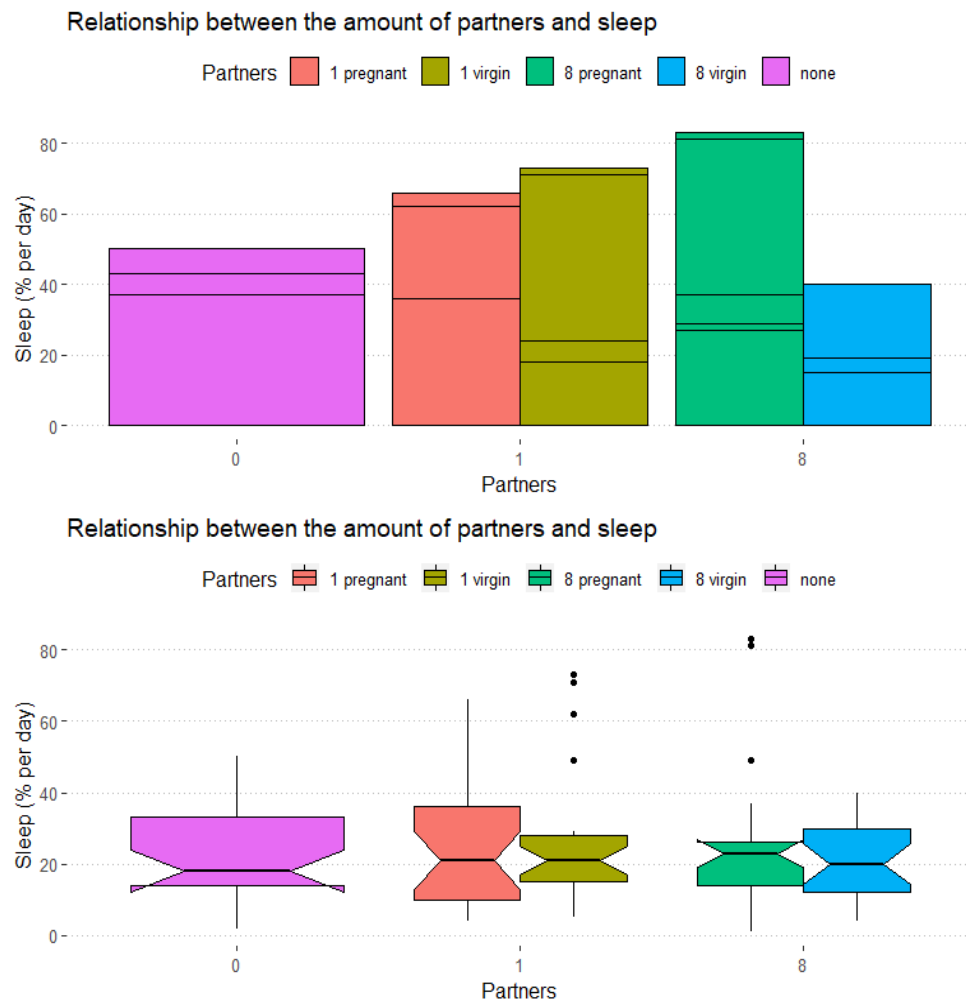 Relationship between the amount of partners and sleep
Partners 1 pregnant 1 virgin 8 pregnant 8 virgin none
80
60
40
20
0
Sleep (% per day)
0 1 8
Partners
Relationship between the amount of partners and sleep
Partners 1 pregnant 1 virgin 8 pregnant 8 virgin none
80
60
40
20
0
Sleep (% per day)
0 1 8
Partners